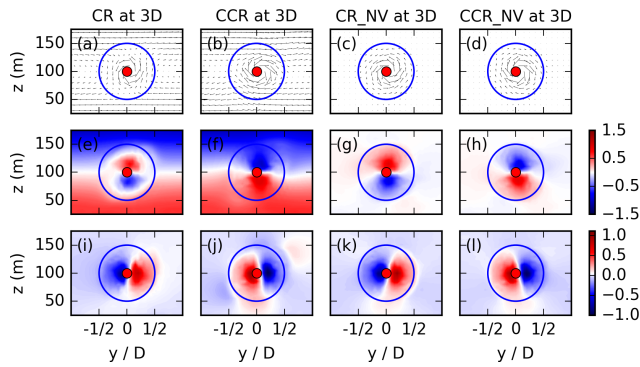 CR at 3D CCR at 3D CR_NV at 3D CCR_NV at 3D
z (m) 150 100 50 (a) (b) (c) (d)
z (m) 150 100 50 (e) (f) (g) (h) 1.5 0.5 -0.5 -1.5
z (m) 150 100 50 (i) (j) (k) (l) 1.0 0.5 0.0 -0.5 -1.0
-1/2 0 1/2 -1/2 0 1/2 -1/2 0 1/2 -1/2 0 1/2
y / D y / D y / D y / D